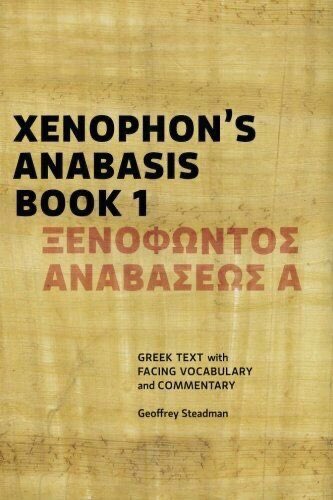 XENOPHON'S
ANABASIS
BOOK 1
ΞΕΝΟΦΩΝΤΟΣ
ΑΝΑΒΑΣΕΩΣ Α
GREEK TEXT with
FACING VOCABULARY
and COMMENTARY
Geoffrey Steadman